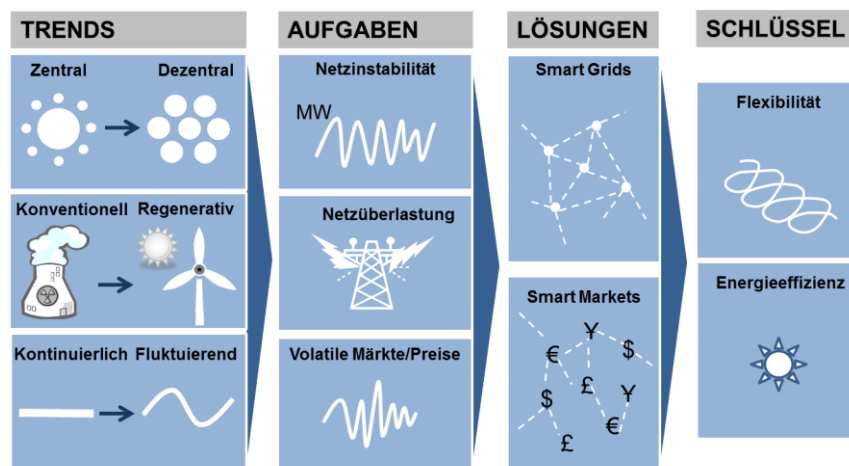 TRENDS
Zentral
Dezentral
Konventionell
Regenerativ
Kontinuierlich
Fluktuierend
AUFGABEN
Netzinstabilität
MW
Netzüberlastung
Volatile Märkte/Preise
LÖSUNGEN
Smart Grids
Smart Markets
¥
€
$
$
£
¥
€
£
SCHLÜSSEL
Flexibilität
Energieeffizienz